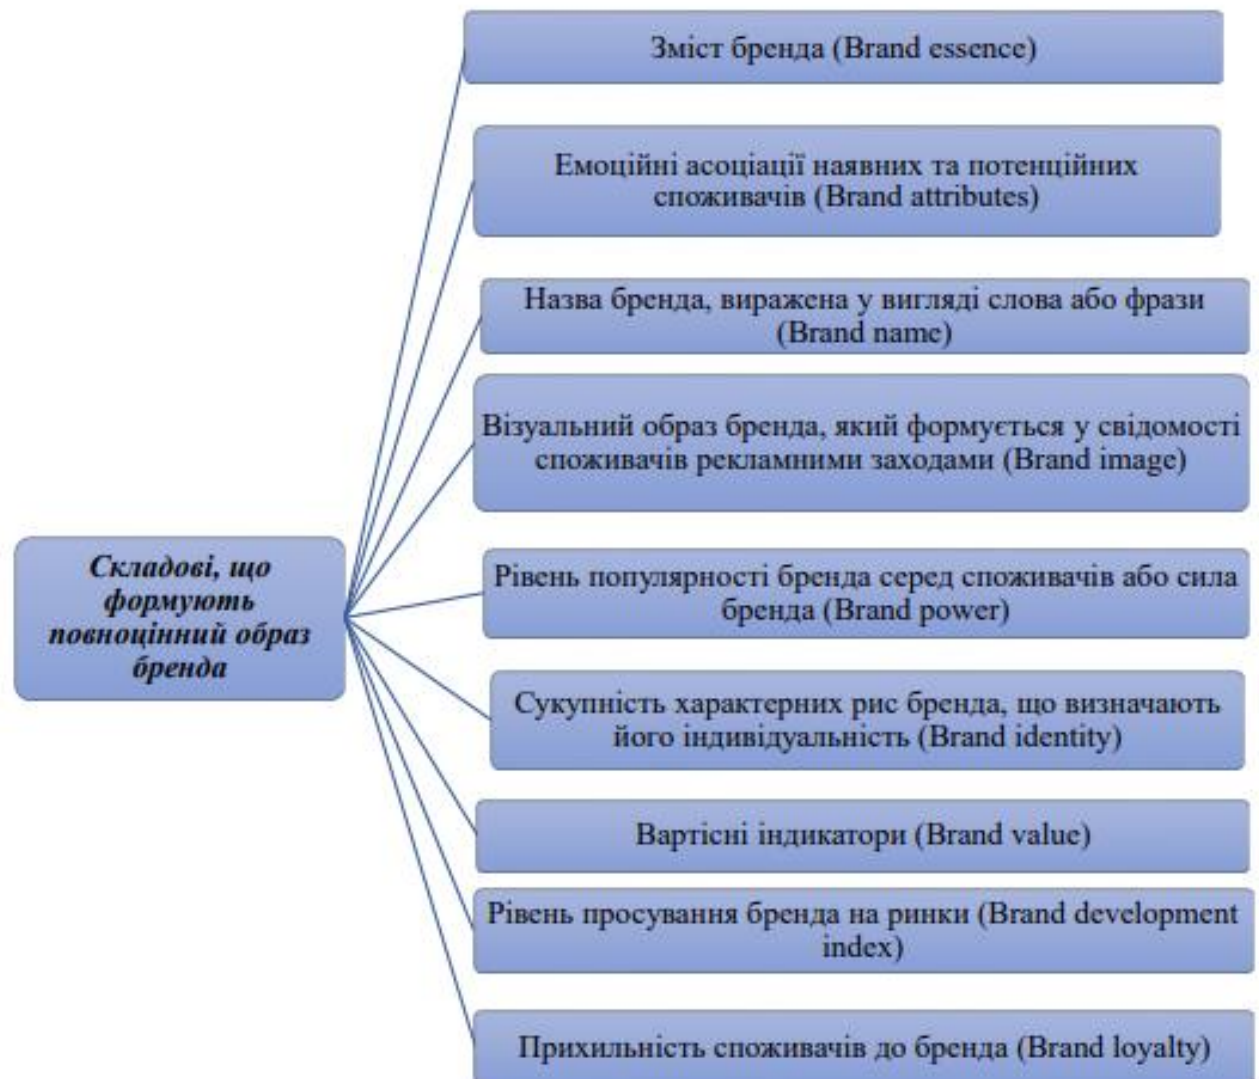 Зміст бренда (Brand essence)
Емоційні асоціації наявних та потенційних
споживачів (Brand attributes)
Назва бренда, виражена у вигляді слова або фрази
(Brand name)
Візуальний образ бренда, який формується у свідомості
споживачів рекламними заходами (Brand image)
Складові, що
формують
повноцінний образ
бренда
Рівень популярності бренда серед споживачів або сила
бренда (Brand power)
Сукупність характерних рис бренда, що визначають
його індивідуальність (Brand identity)
Вартісні індикатори (Brand value)
Рівень просування бренда на ринки (Brand development
index)
Прихильність споживачів до бренда (Brand loyalty)